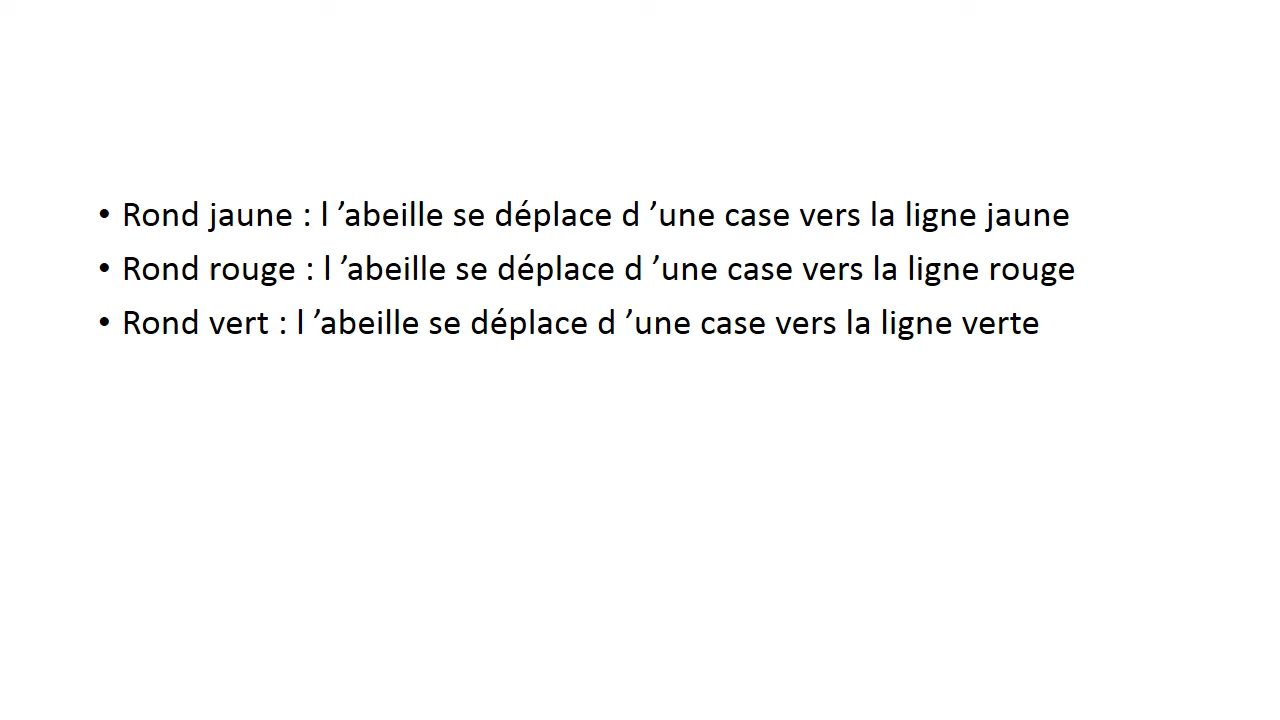 • Rond jaune : l ’abeille se déplace d ’une case vers la ligne jaune
• Rond rouge : l ’abeille se déplace d ’une case vers la ligne rouge
• Rond vert : l ’abeille se déplace d ’une case vers la ligne verte